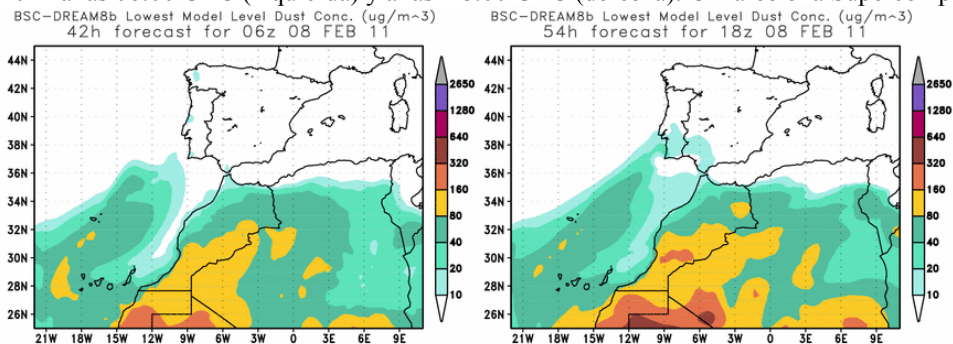 BSC-DREAM8b Lowest Model Level Dust Conc. (ug/m^3)
42h forecast for 06z 08 FEB 11
44N
42N
40N
38N
36N
34N
32N
30N
28N
26N
21W 18W 15W 12W 9W 6W 3W 0 3E 6E 9E
2650
1280
640
320
160
80
40
20
10
BSC-DREAM8b Lowest Model Level Dust Conc. (ug/m^3)
54h forecast for 18z 08 FEB 11
44N
42N
40N
38N
36N
34N
32N
30N
28N
26N
21W 18W 15W 12W 9W 6W 3W 0 3E 6E 9E
2650
1280
640
320
160
80
40
20
10